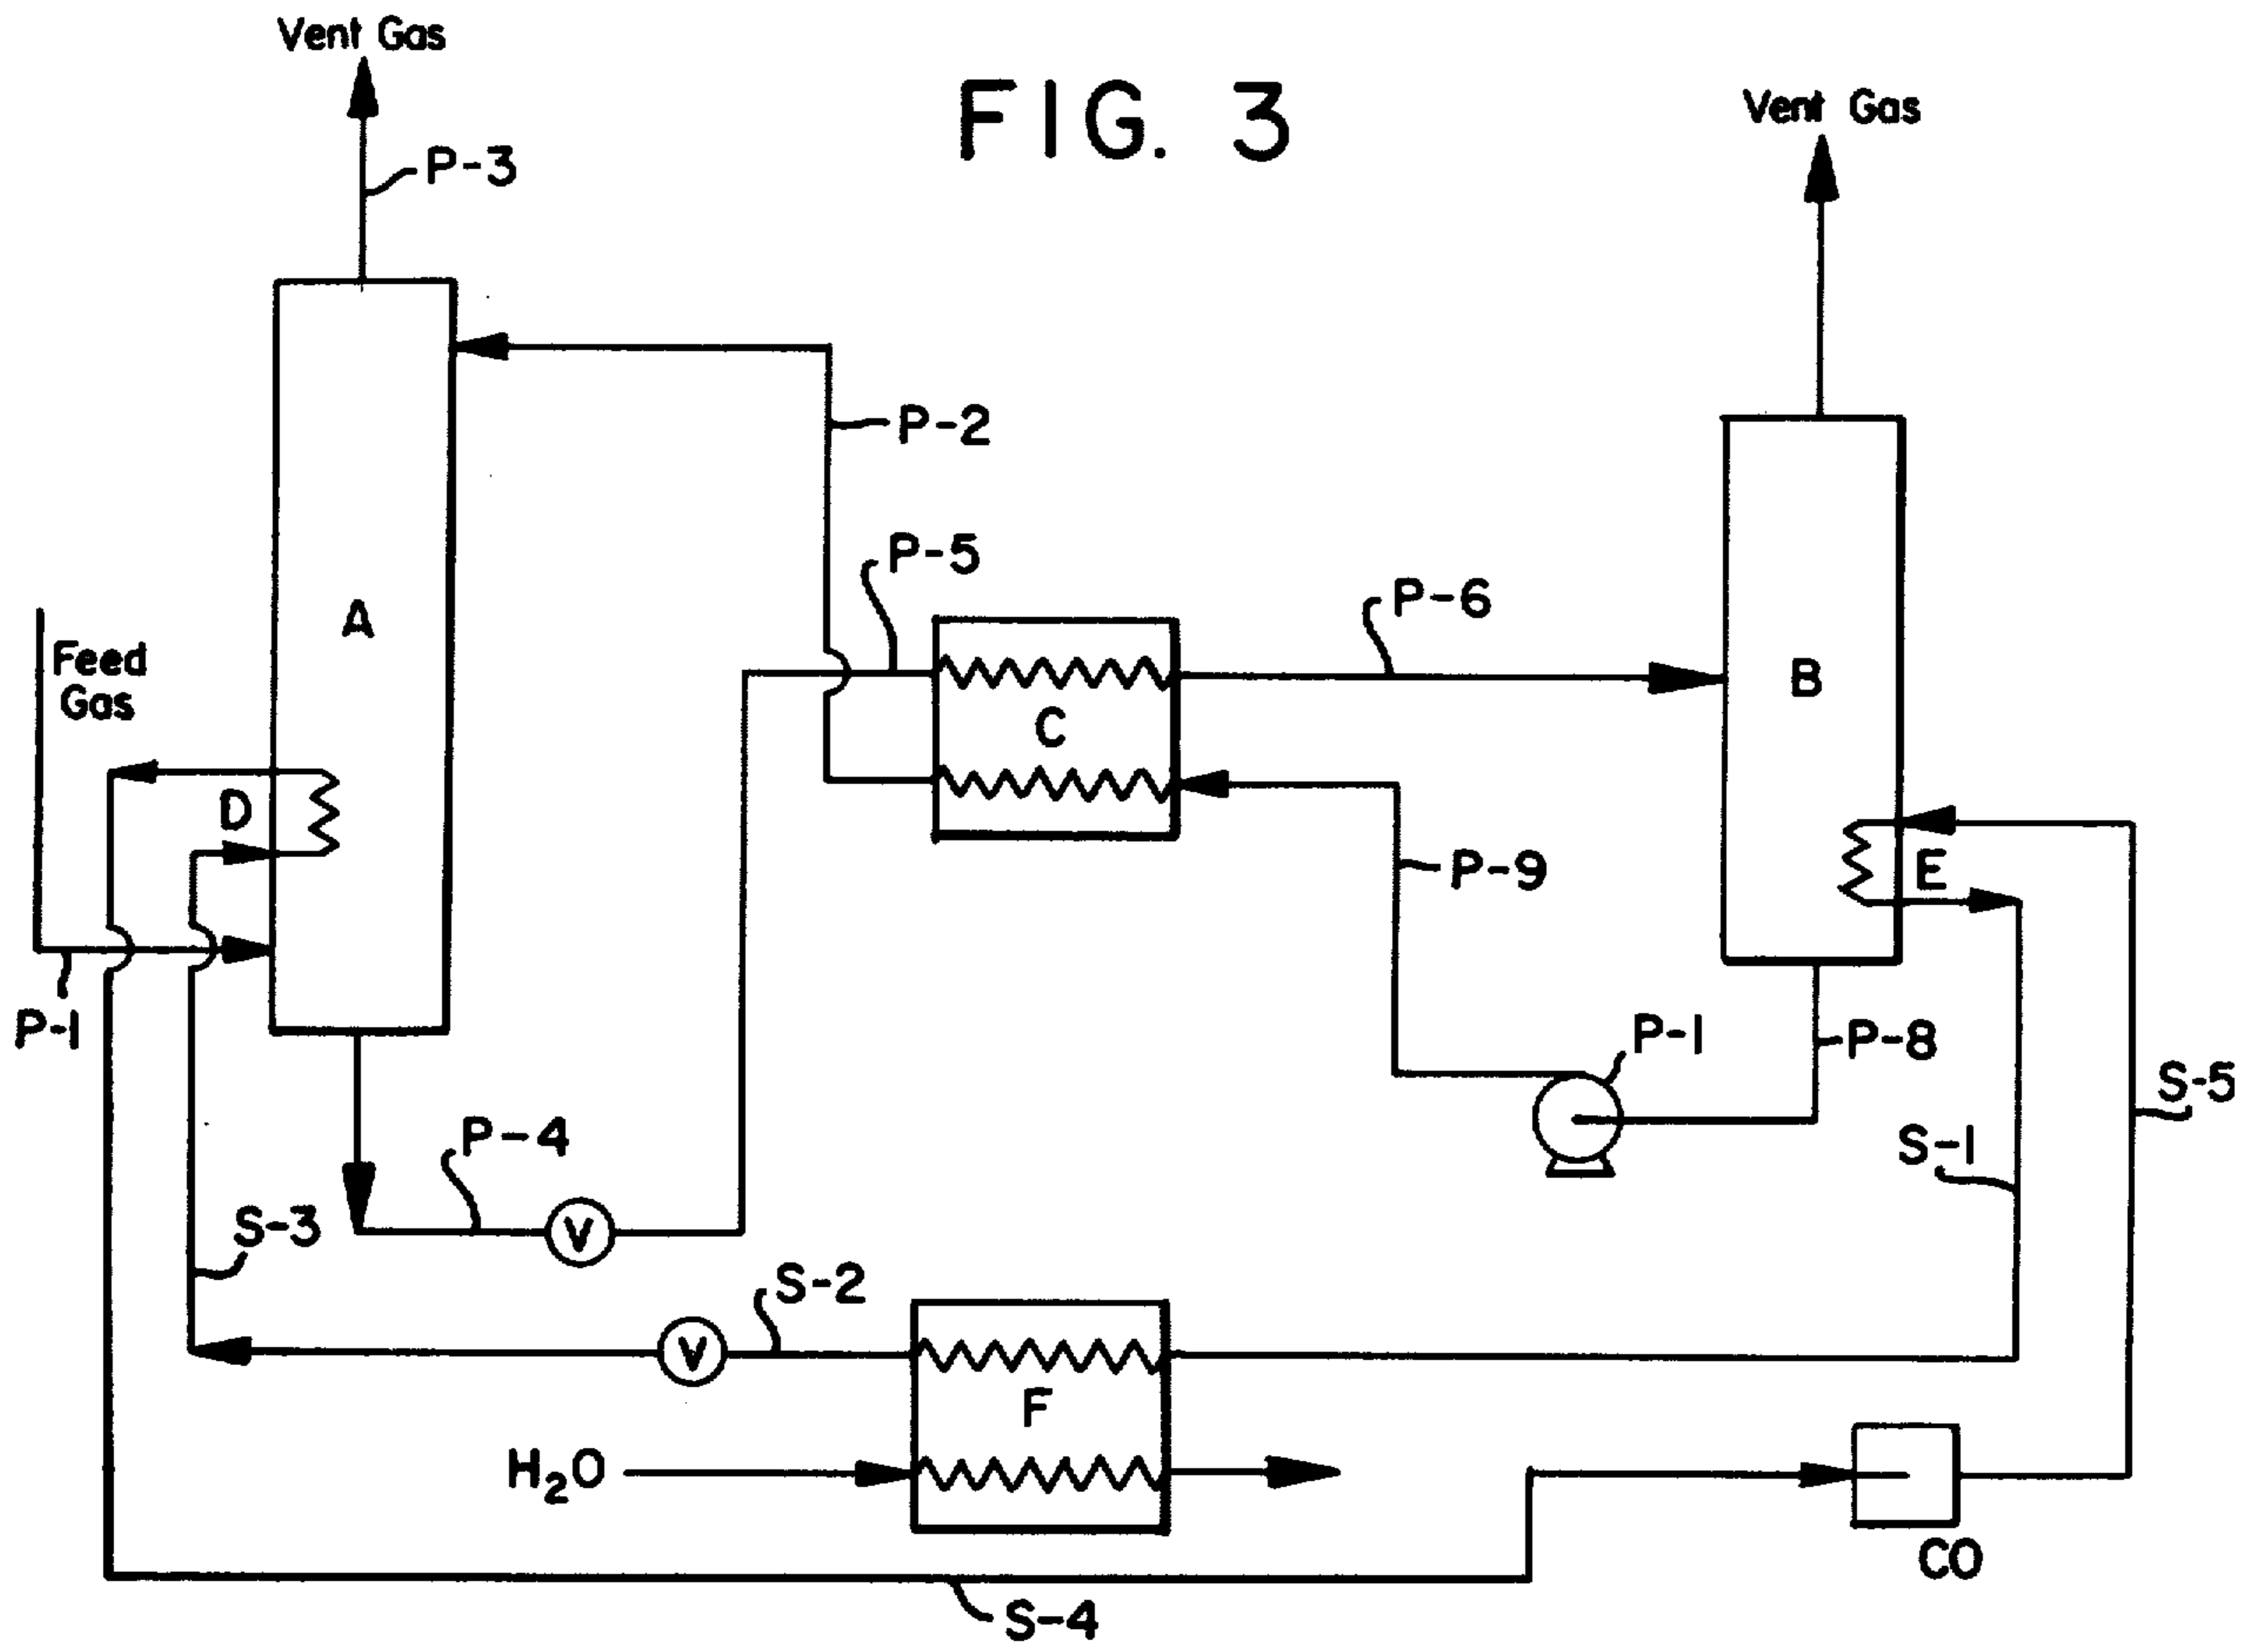 Vent Gas
FIG. 3
Vent Gas
P-3
P-2
P-5
P-6
A
Feed
Gas
B
C
D
E
P-9
P-1
P-1
P-8
S-5
P-4
S-1
S-3
V
S-2
V
F
H₂O
CO
S-4